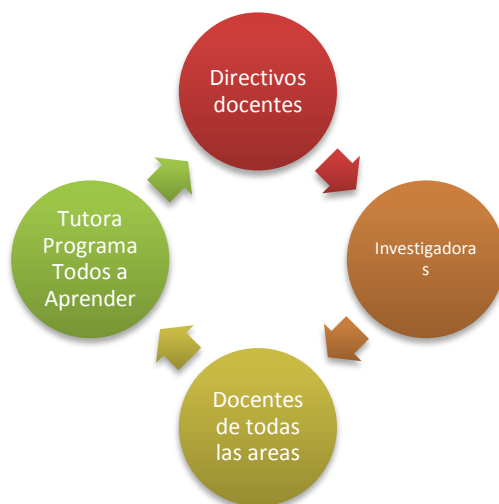 Directivos
docentes
Investigadora
s
Docentes
de todas
las areas
Tutora
Programa
Todos a
Aprender